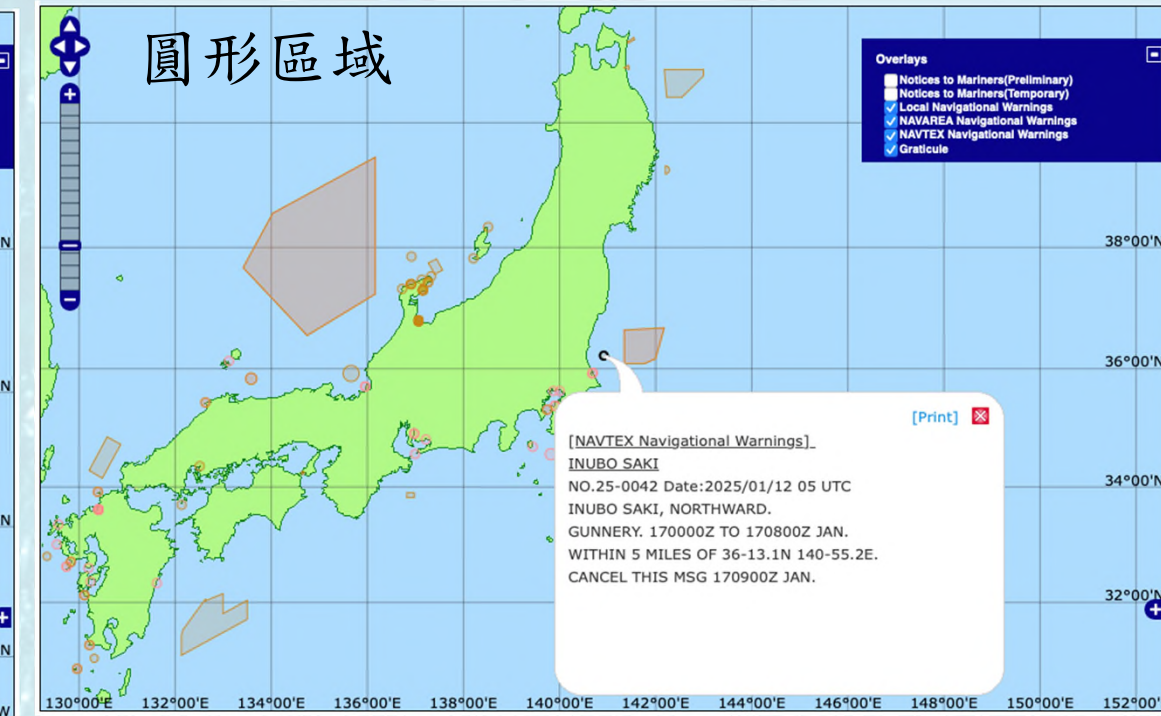 圓形區域
Overlays
Notices to Mariners(Preliminary)
Notices to Mariners(Temporary)
Local Navigational Warnings
NAVAREA Navigational Warnings
NAVTEX Navigational Warnings
Graticule
N
38°00'N
36°00'N
N
[Print]
[NAVTEX Navigational Warnings]
INUBO SAKI
NO.25-0042 Date:2025/01/12 05 UTC
INUBO SAKI, NORTHWARD.
GUNNERY. 170000Z TO 170800Z JAN.
WITHIN 5 MILES OF 36-13.1N 140-55.2E.
CANCEL THIS MSG 170900Z JAN.
34°00'N
N
32°00'N
N
W
130°00'E 132°00'E 134°00'E 136°00'E 138°00'E 140°00'E 142°00'E 144°00'E 146°00'E 148°00'E 150°00'E 152°00'